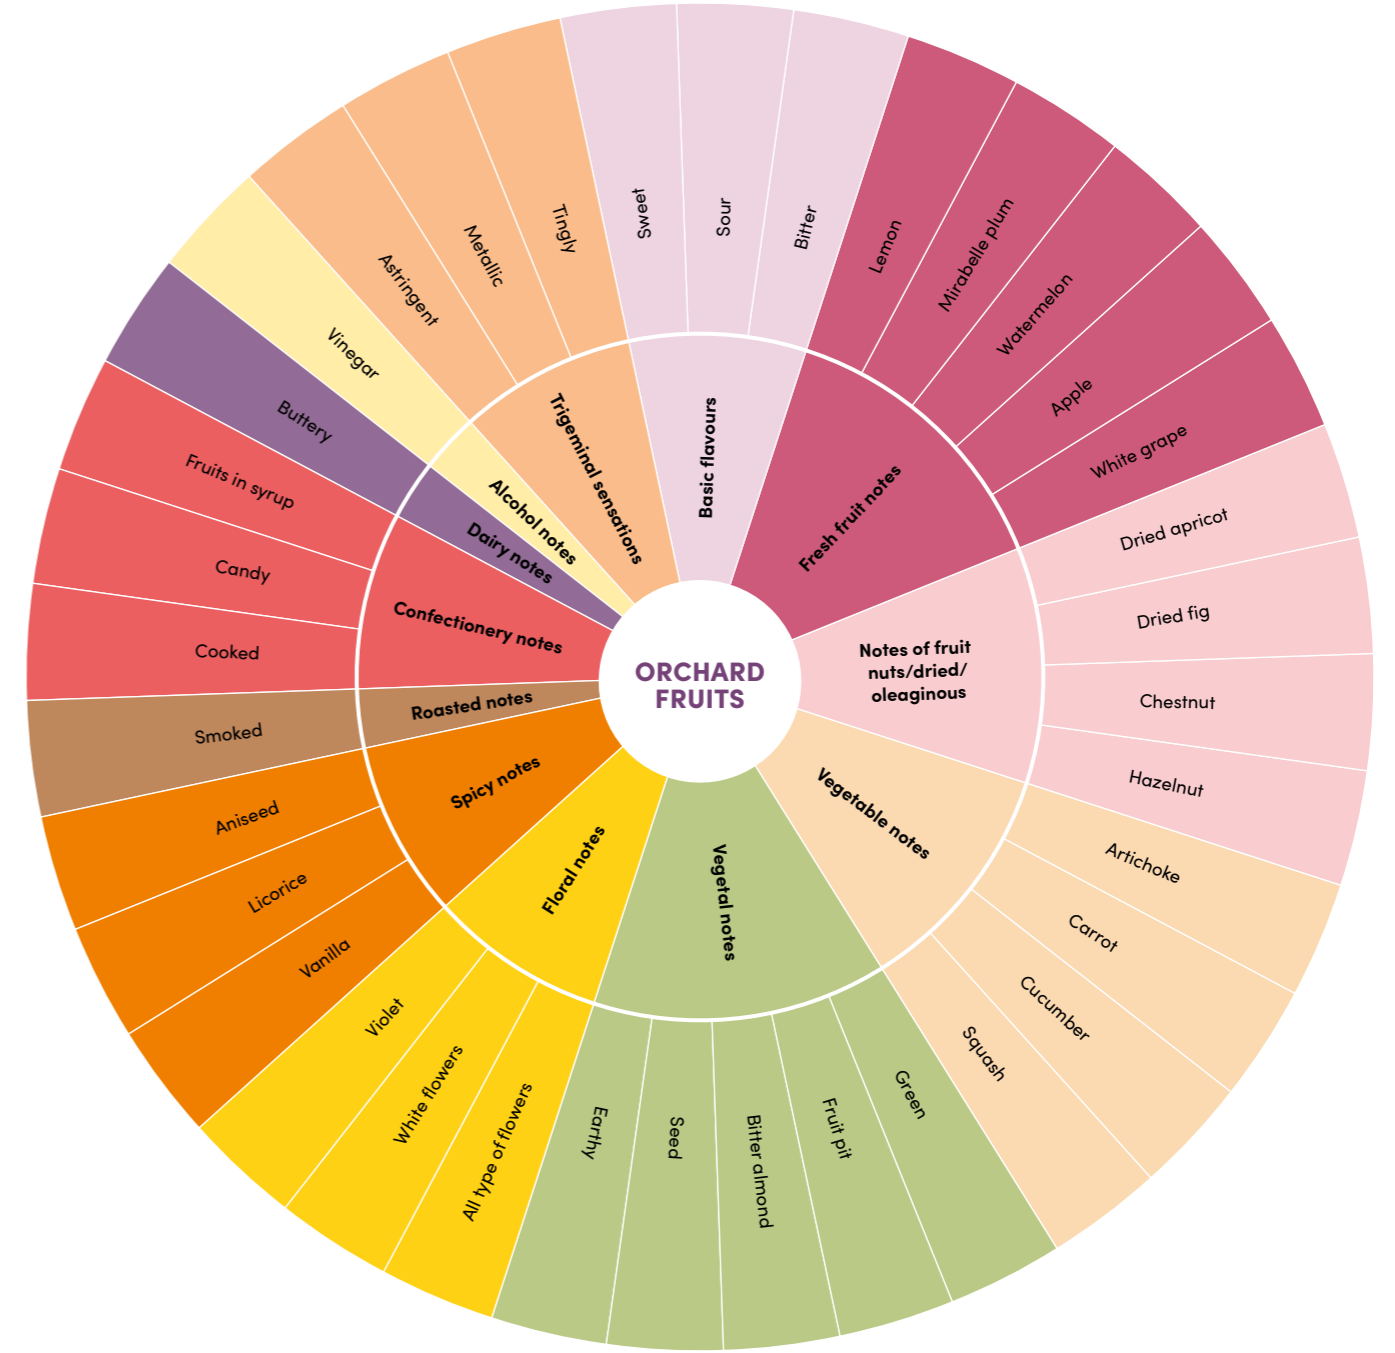 ORCHARD
FRUITS
Basic flavours
Sweet
Sour
Bitter
Fresh fruit notes
Lemon
Mirabelle plum
Watermelon
Apple
White grape
Notes of fruit
nuts/dried/
oleaginous
Dried apricot
Dried fig
Chestnut
Hazelnut
Vegetable notes
Artichoke
Carrot
Cucumber
Squash
Vegetal notes
Green
Fruit pit
Bitter almond
Seed
Earthy
Floral notes
All type of flowers
White flowers
Violet
Spicy notes
Vanilla
Licorice
Aniseed
Roasted notes
Smoked
Confectionery notes
Cooked
Candy
Fruits in syrup
Dairy notes
Buttery
Alcohol notes
Vinegar
Trigeminal sensations
Astringent
Metallic
Tingly